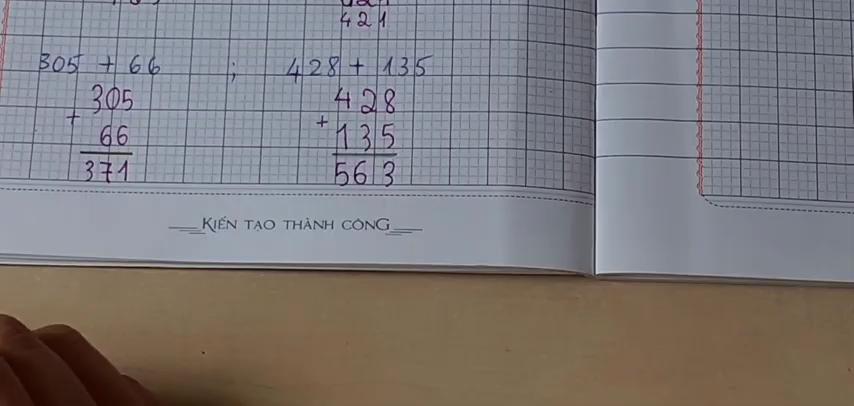 421
305 + 66 ; 428 + 135
305 428
+ +
66 135
371 563
KIẾN TẠO THÀNH CÔNG